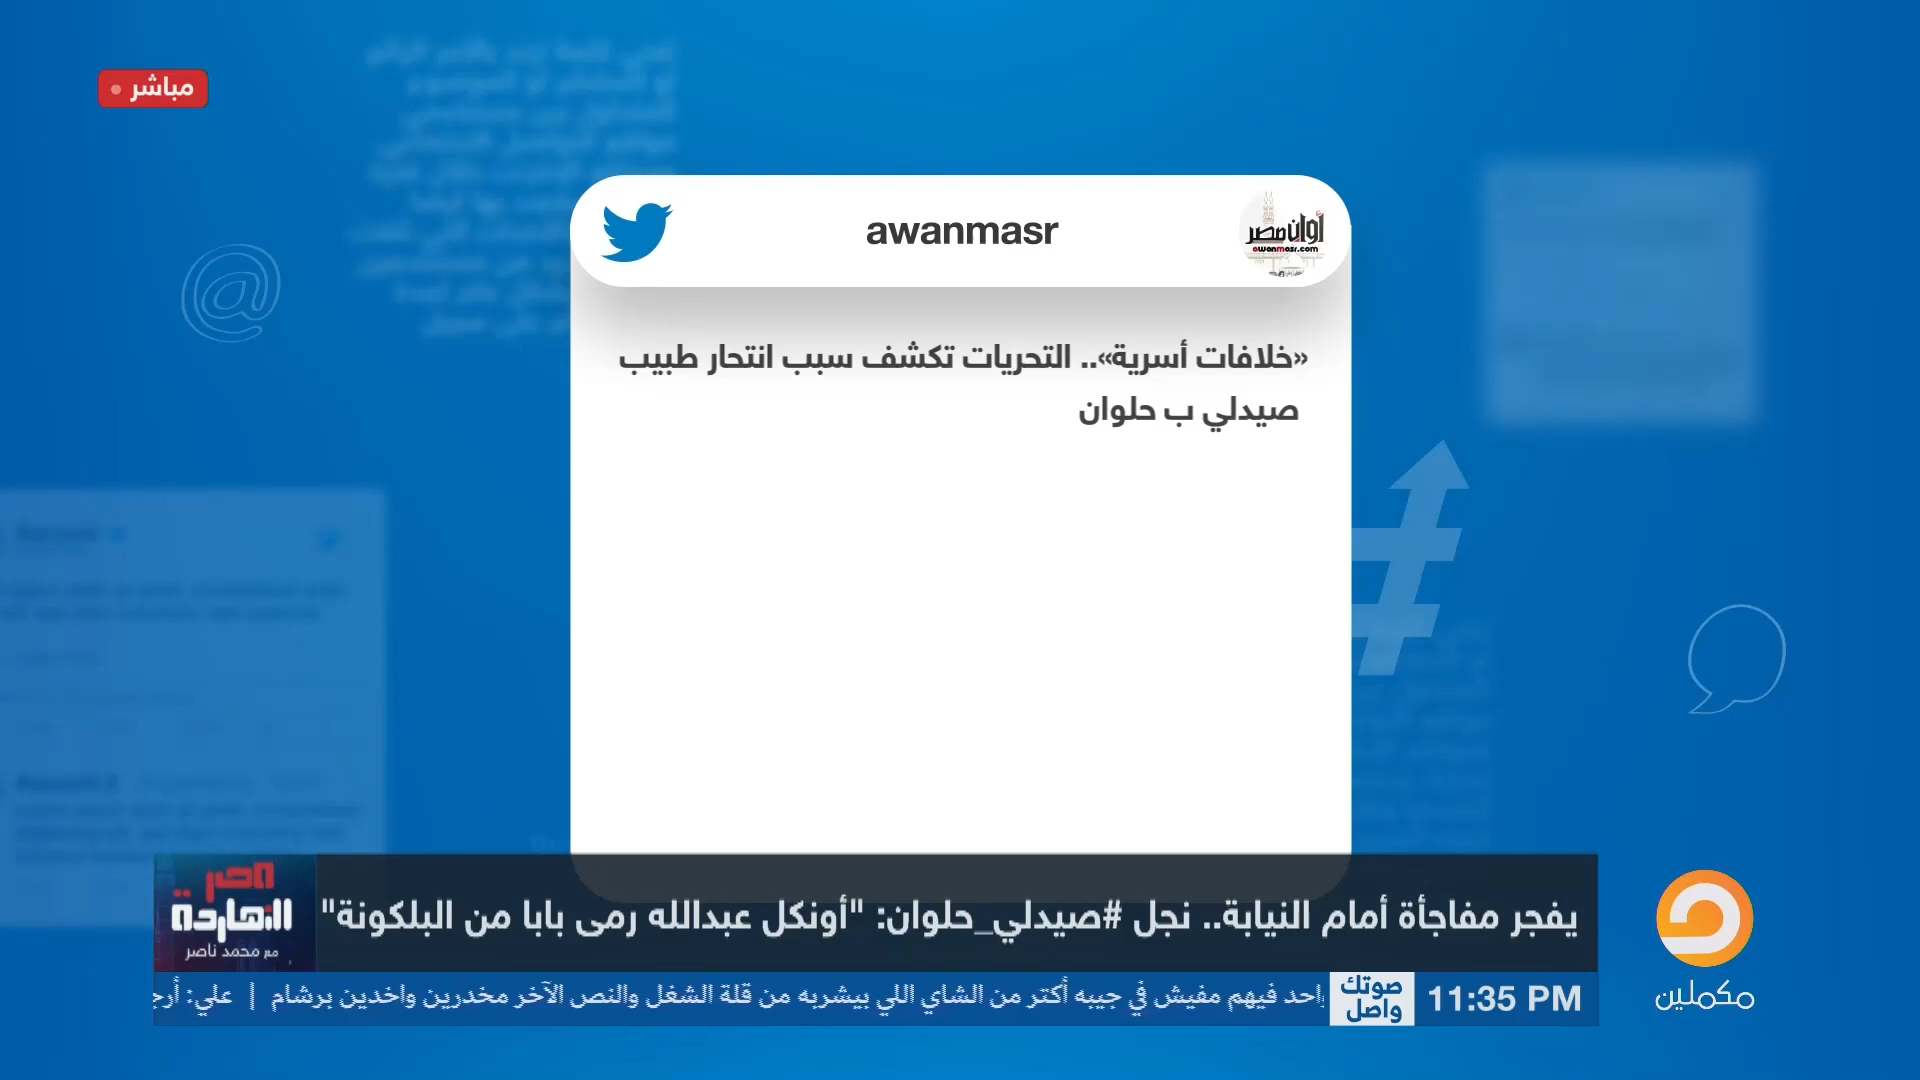 مباشر
awanmasr
أوان مصر
awanmasr.com
«خلافات أسرية».. التحريات تكشف سبب انتحار طبيب
صيدلي ب حلوان
مصر
النهاردة
مع محمد ناصر
يفجر مفاجأة أمام النيابة.. نجل #صيدلي_حلوان: "أونكل عبدالله رمى بابا من البلكونة"
11:35 PM
صوتك
واصل
واحد فيهم مفيش في جيبه أكتر من الشاي اللي بيشربه من قلة الشغل والنص الآخر مخدرين واخدين برشام | علي:
مكملين